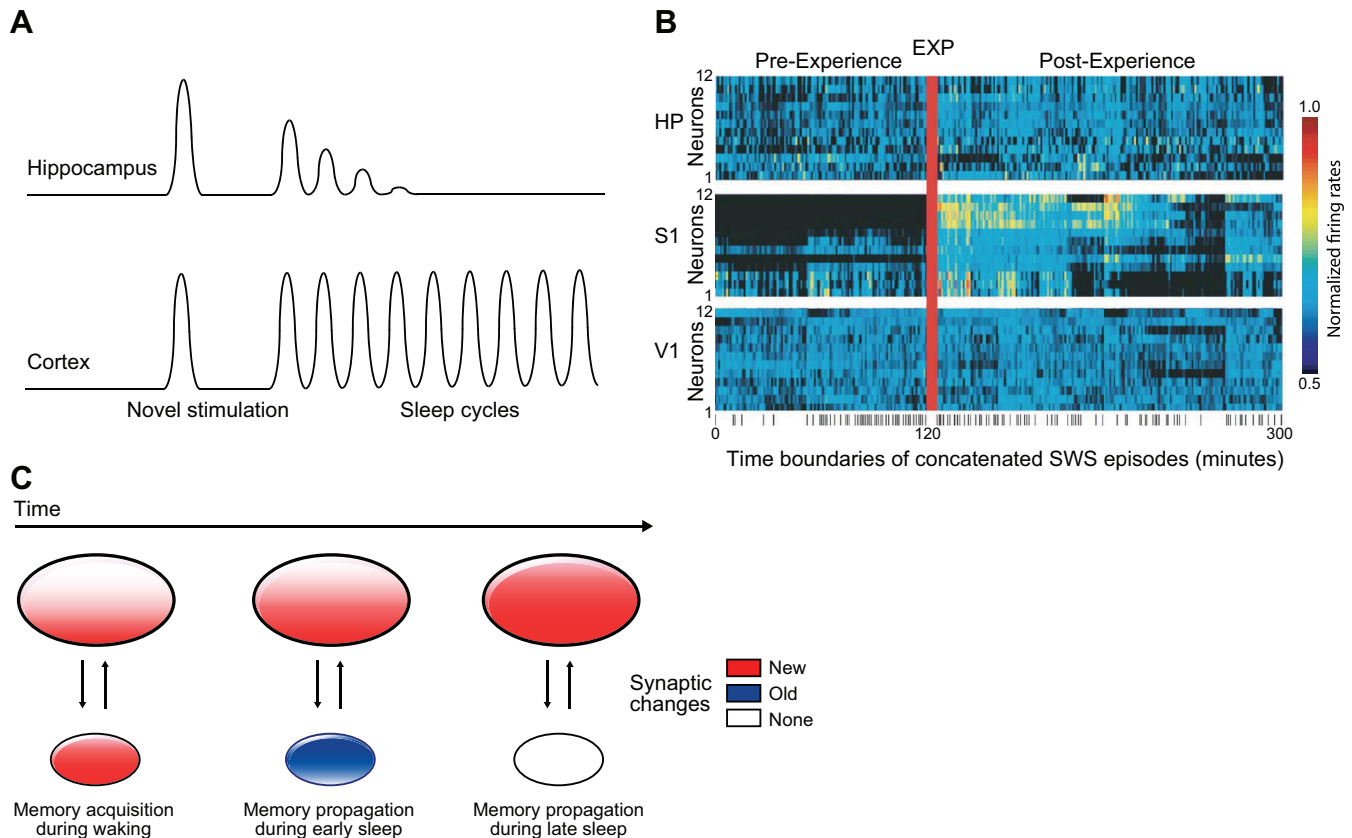 A
Hippocampus
Cortex
Novel stimulation
Sleep cycles
B
EXP
Pre-Experience
Post-Experience
HP
Neurons
12
1
S1
Neurons
12
1
V1
Neurons
12
1
0
120
300
Time boundaries of concatenated SWS episodes (minutes)
1.0
0.5
Normalized firing rates
C
Time
Synaptic
changes
New
Old
None
Memory acquisition
during waking
Memory propagation
during early sleep
Memory propagation
during late sleep